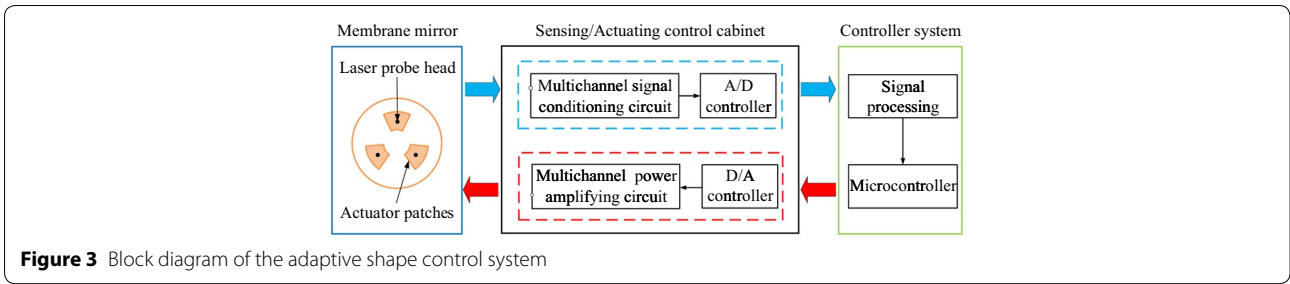 Membrane mirror
Sensing/Actuating control cabinet
Controller system
Laser probe head
Actuator patches
Multichannel signal
conditioning circuit
A/D
controller
Multichannel power
amplifying circuit
D/A
controller
Signal
processing
Microcontroller
Figure 3 Block diagram of the adaptive shape control system